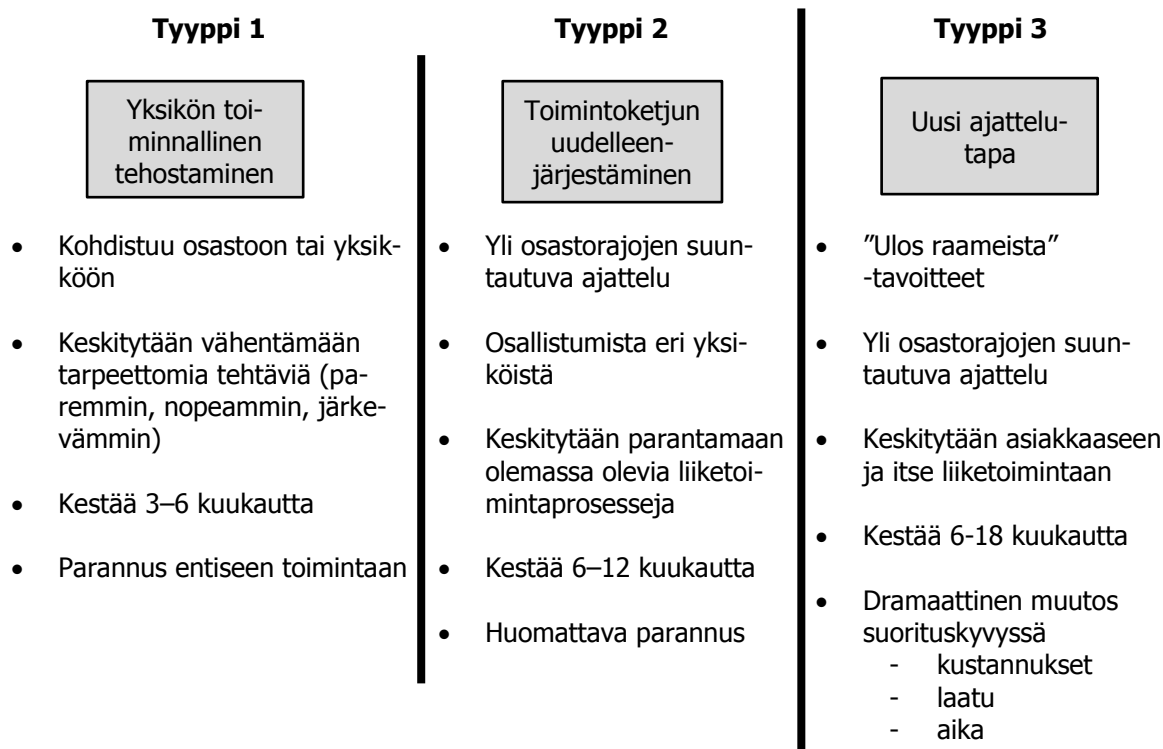 Tyyppi 1
Yksikön toi-
minnallinen
tehostaminen
• Kohdistuu osastoon tai yksik-
köön
• Keskitytään vähentämään
tarpeettomia tehtäviä (pa-
remmin, nopeammin, järke-
vämmin)
• Kestää 3–6 kuukautta
• Parannus entiseen toimintaan
Tyyppi 2
Toimintoketjun
uudelleen-
järjestäminen
• Yli osastorajojen suun-
tautuva ajattelu
• Osallistumista eri yksi-
köistä
• Keskitytään parantamaan
olemassa olevia liiketoi-
mintaprosesseja
• Kestää 6–12 kuukautta
• Huomattava parannus
Tyyppi 3
Uusi ajattelu-
tapa
• ”Ulos raameista”
-tavoitteet
• Yli osastorajojen suun-
tautuva ajattelu
• Keskitytään asiakkaaseen
ja itse liiketoimintaan
• Kestää 6-18 kuukautta
• Dramaattinen muutos
suorituskyvyssä
- kustannukset
- laatu
- aika